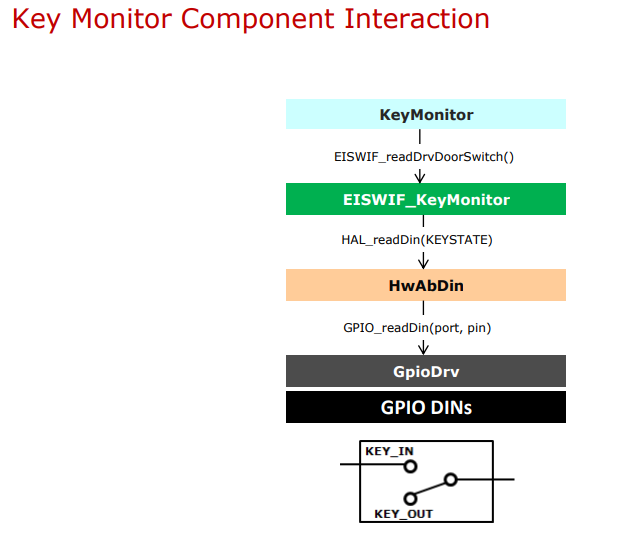 Key Monitor Component Interaction
KeyMonitor
EISWIF_readDrvDoorSwitch()
EISWIF_KeyMonitor
HAL_readDin(KEYSTATE)
HwAbDin
GPIO_readDin(port, pin)
GpioDrv
GPIO DINs
KEY_IN
KEY_OUT